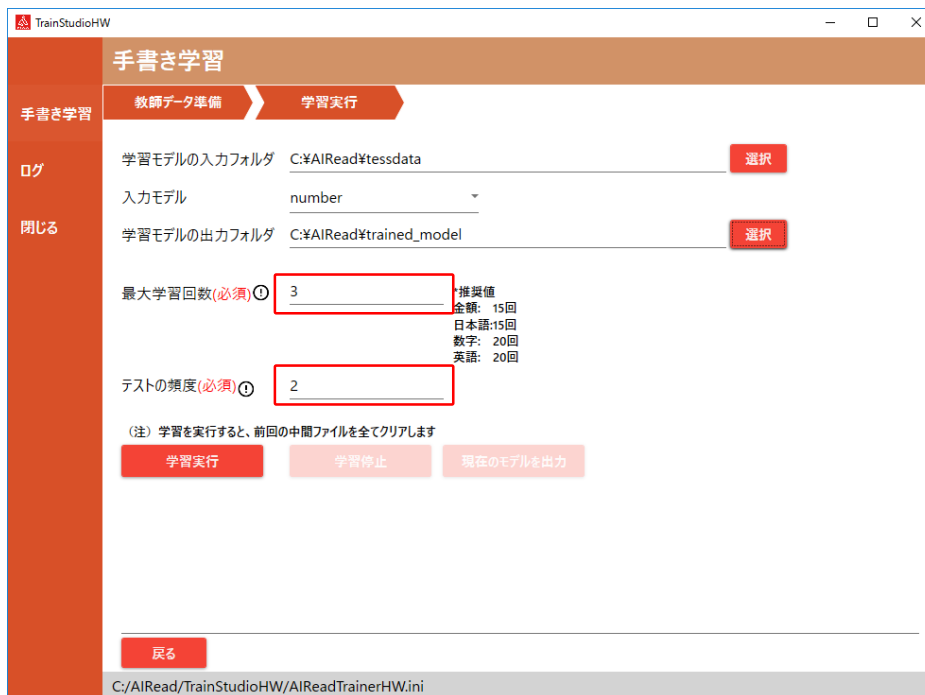 TrainStudioHW
手書き学習
手書き学習
ログ
閉じる
教師データ準備
学習実行
学習モデルの入力フォルダ C:¥AIRead¥tessdata 選択
入力モデル number
学習モデルの出力フォルダ C:¥AIRead¥trained_model 選択
最大学習回数(必須) 3
*推奨値
金額: 15回
日本語:15回
数字: 20回
英語: 20回
テストの頻度(必須) 2
（注）学習を実行すると、前回の中間ファイルを全てクリアします
学習実行 学習停止 現在のモデルを出力
戻る
C:/AIRead/TrainStudioHW/AIReadTrainerHW.ini